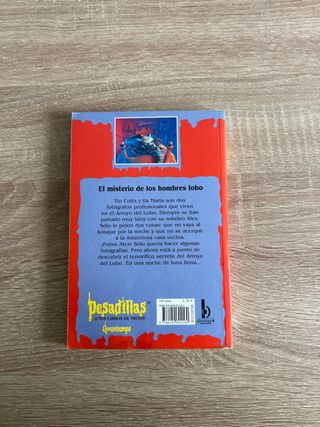 El misterio de los hombres lobo
Tío Colin y tía Marta son dos
fotógrafos profesionales que viven
en el Arroyo del Lobo. Siempre se han
portado muy bien con su sobrino Alex.
Sólo le piden dos cosas: que no vaya al
bosque por la noche y que no se acerque
a la misteriosa casa vecina.
¡Pobre Alex! Sólo quería hacer algunas
fotografías. Pero ahora está a punto de
descubrir el terrorífico secreto del Arroyo
del Lobo. En una noche de luna llena...
Pesadillas
Goosebumps
b